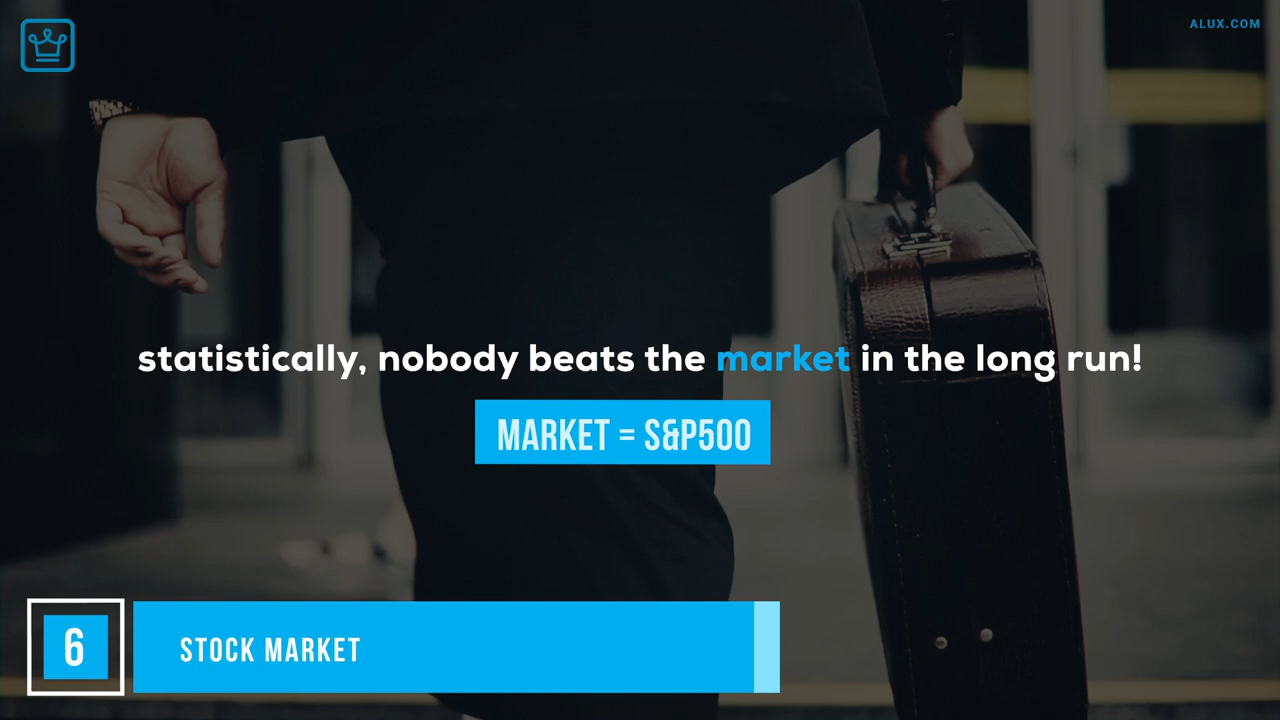 ALUX.COM
statistically, nobody beats the market in the long run!
MARKET = S&P500
6
STOCK MARKET